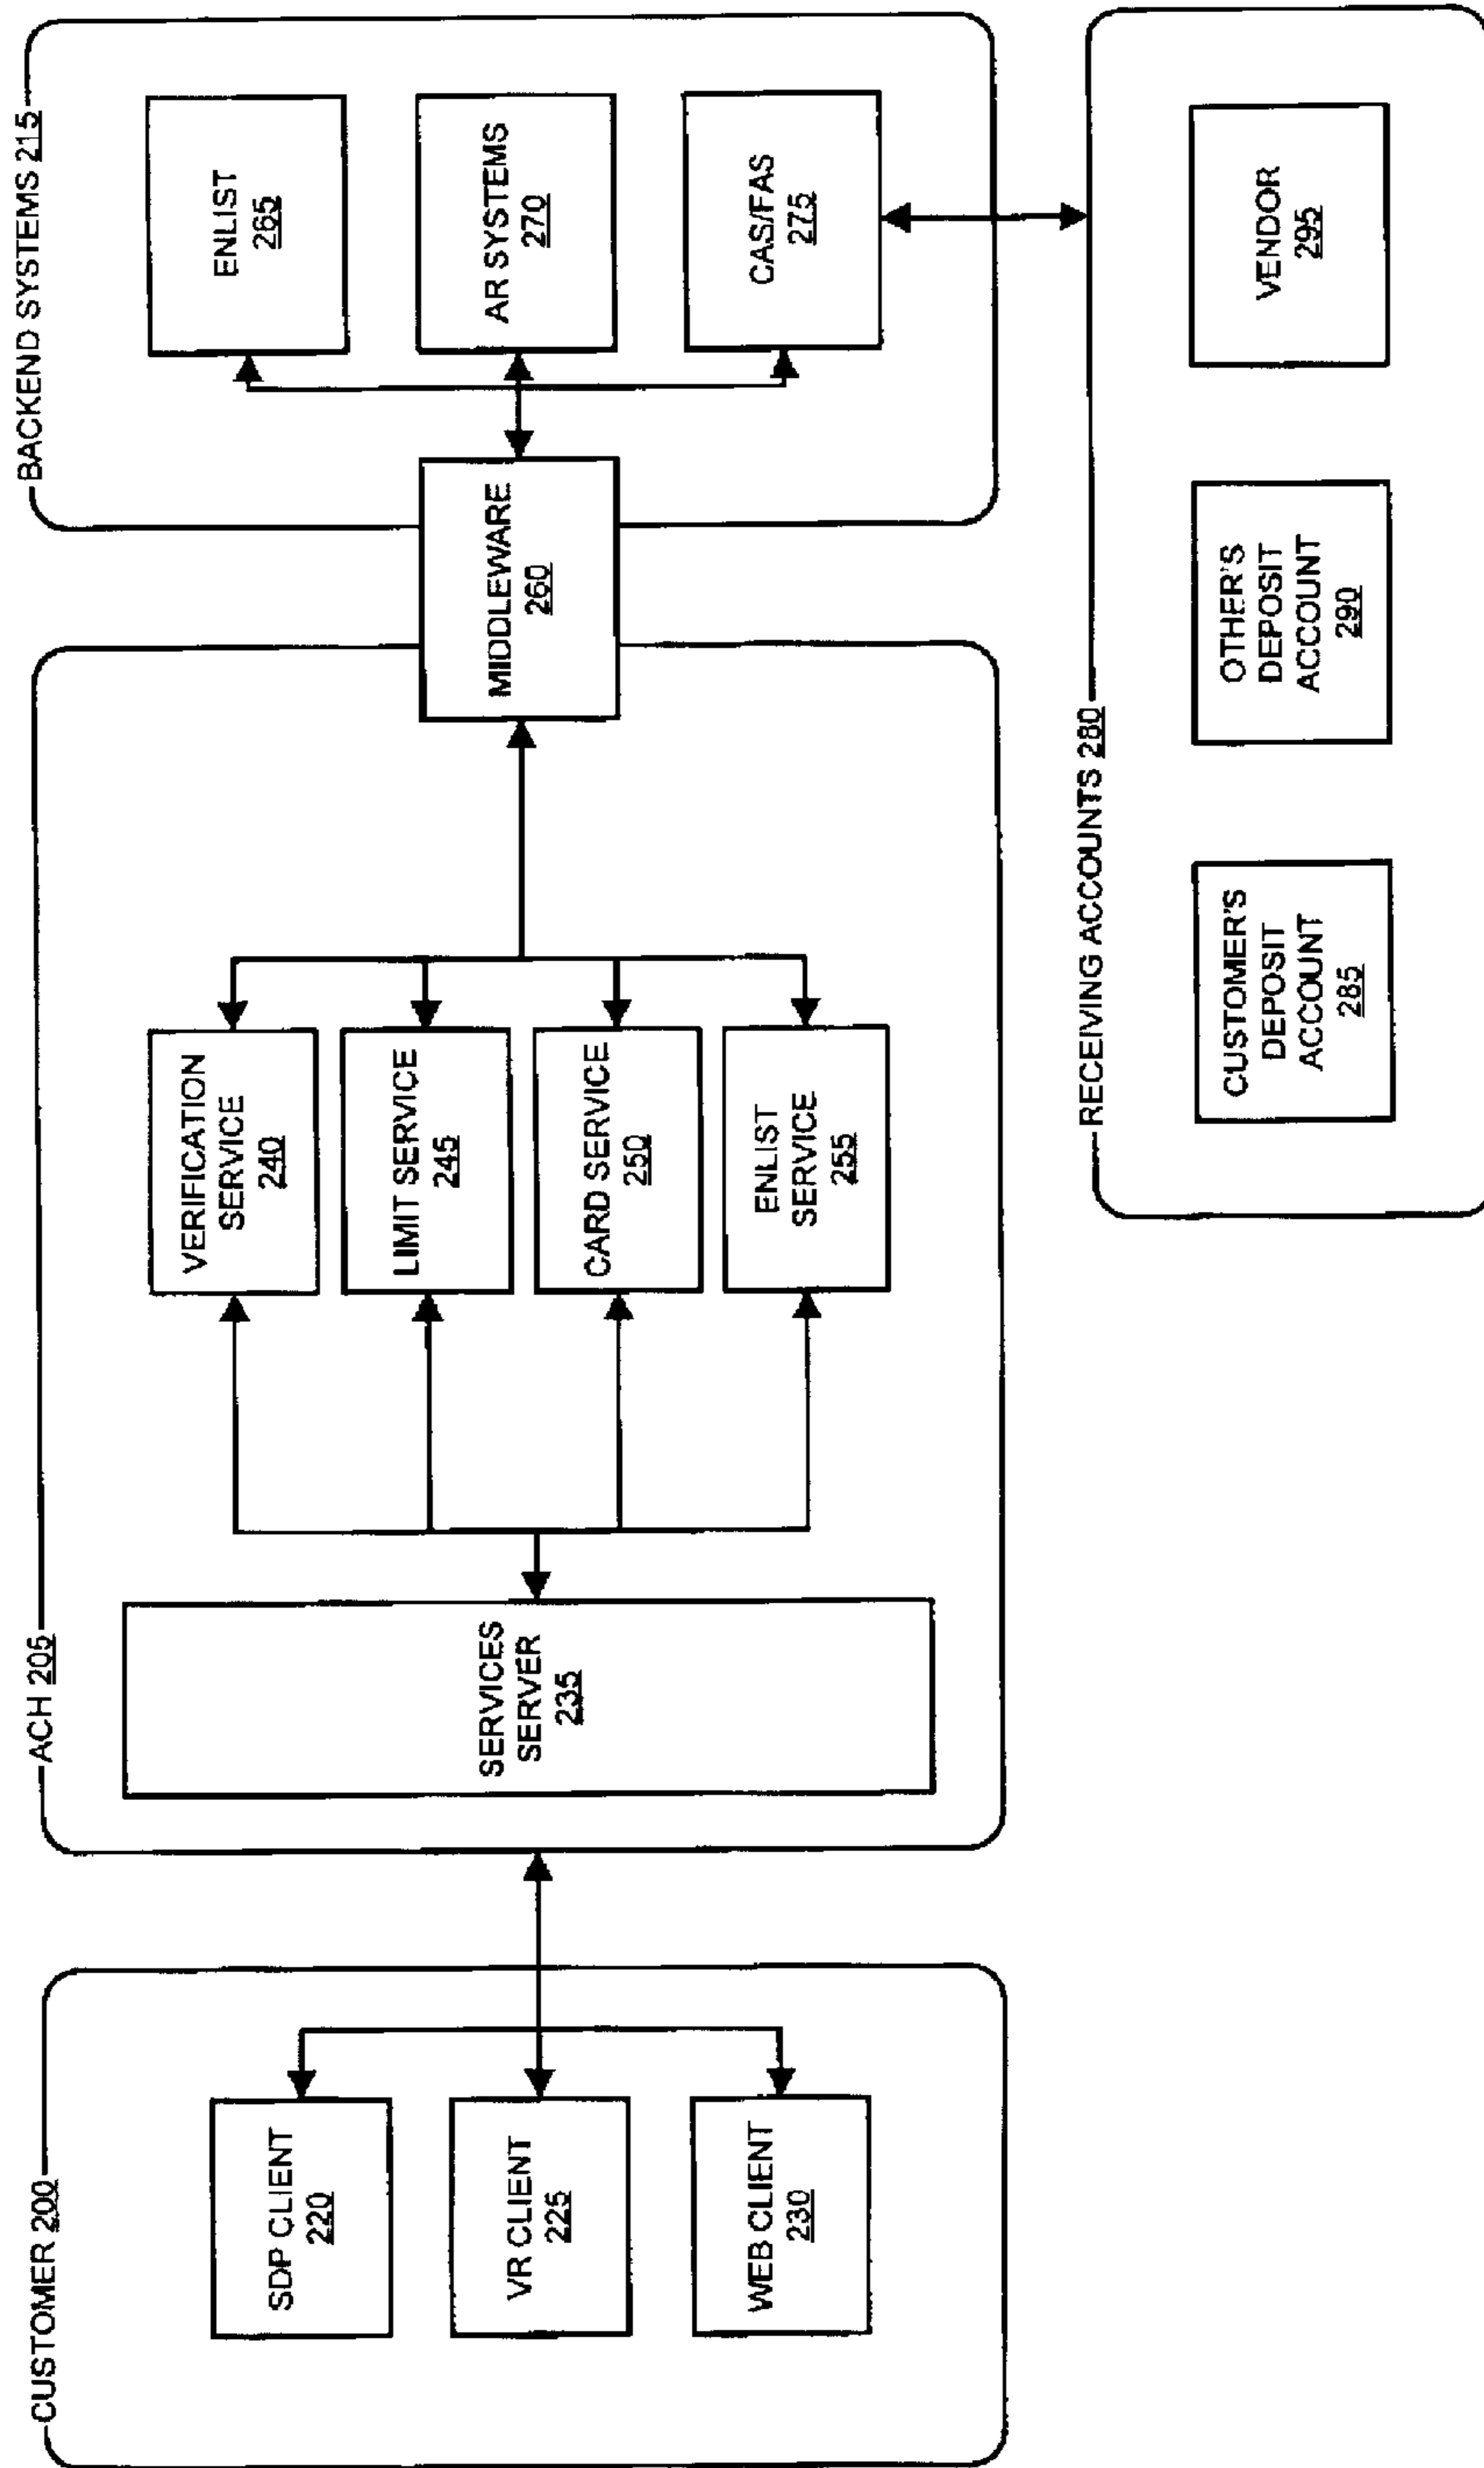 CUSTOMER 200
SDP CLIENT
220
VR CLIENT
225
WEB CLIENT
230
ACH 205
SERVICES
SERVER
235
VERIFICATION
SERVICE
240
LIMIT SERVICE
245
CARD SERVICE
250
ENLIST
SERVICE
255
MIDDLEWARE
260
BACKEND SYSTEMS 215
ENLIST
265
AR SYSTEMS
270
CAS/FAS
275
RECEIVING ACCOUNTS 280
CUSTOMER'S
DEPOSIT
ACCOUNT
285
OTHER'S
DEPOSIT
ACCOUNT
290
VENDOR
295